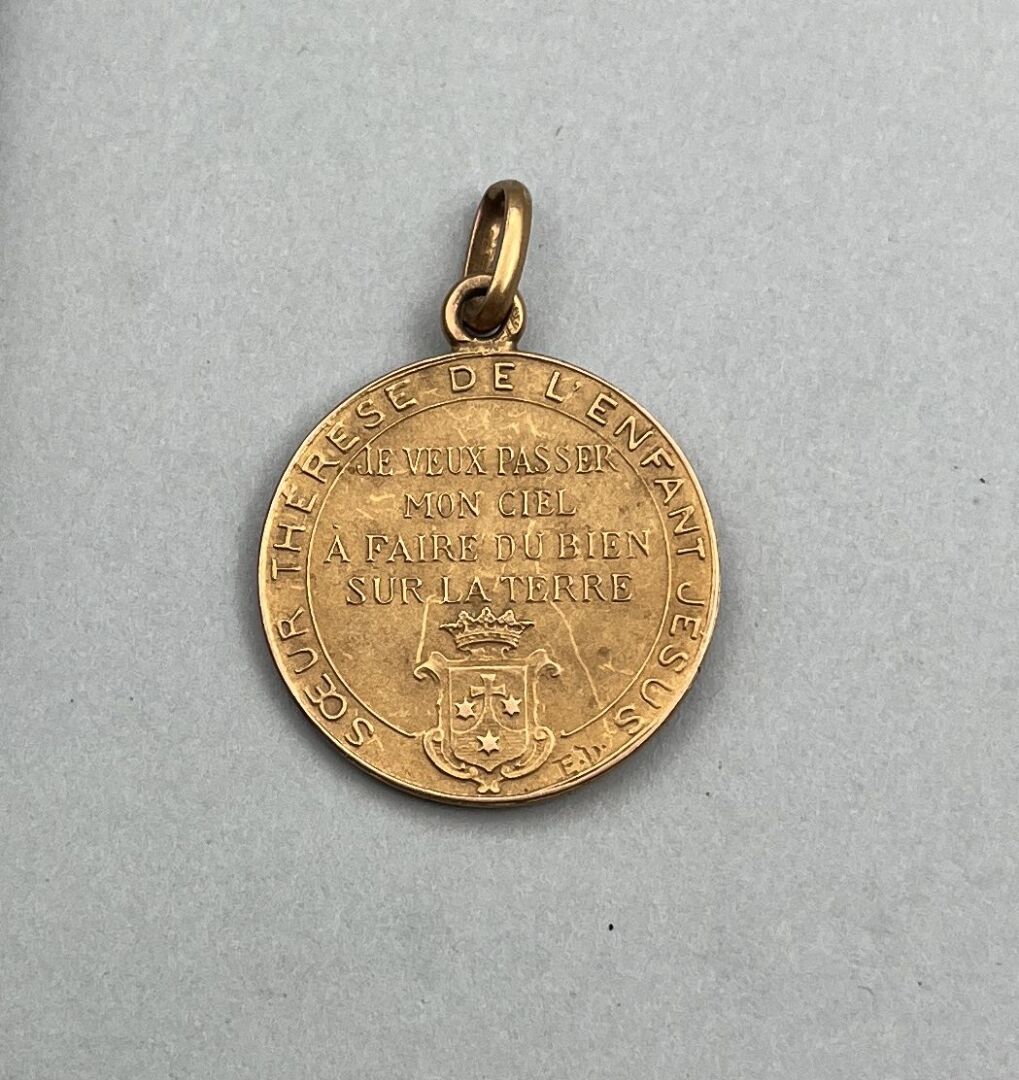 SŒUR THÉRÈSE DE L'ENFANT JÉSUS
JE VEUX PASSER
MON CIEL
À FAIRE DU BIEN
SUR LA TERRE